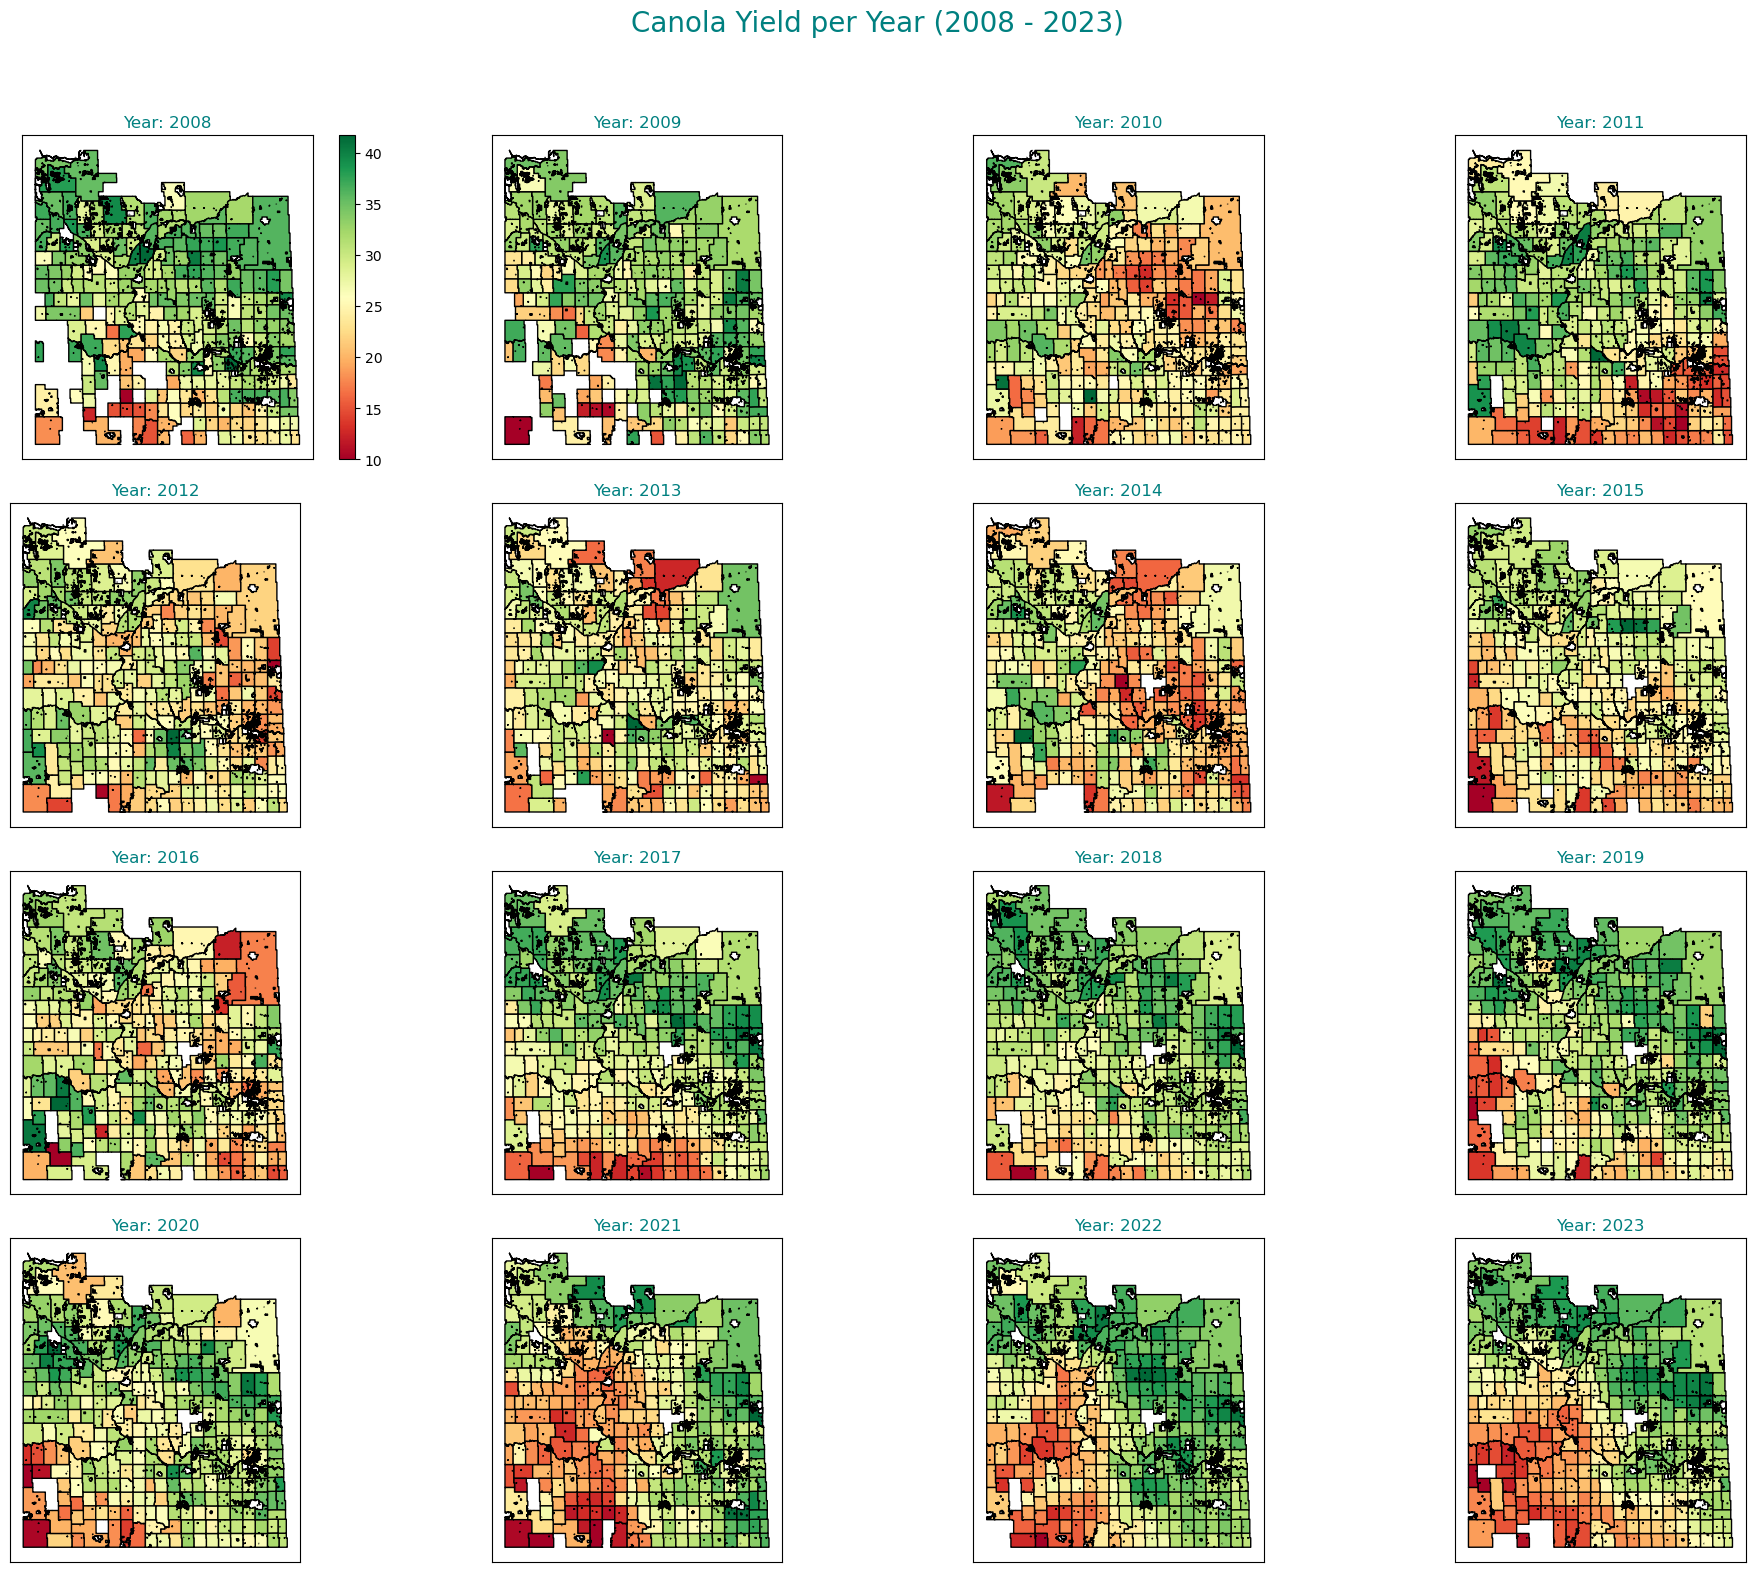 Canola Yield per Year (2008 - 2023)
Year: 2008
Year: 2009
Year: 2010
Year: 2011
40
35
30
25
20
15
10
Year: 2012
Year: 2013
Year: 2014
Year: 2015
Year: 2016
Year: 2017
Year: 2018
Year: 2019
Year: 2020
Year: 2021
Year: 2022
Year: 2023